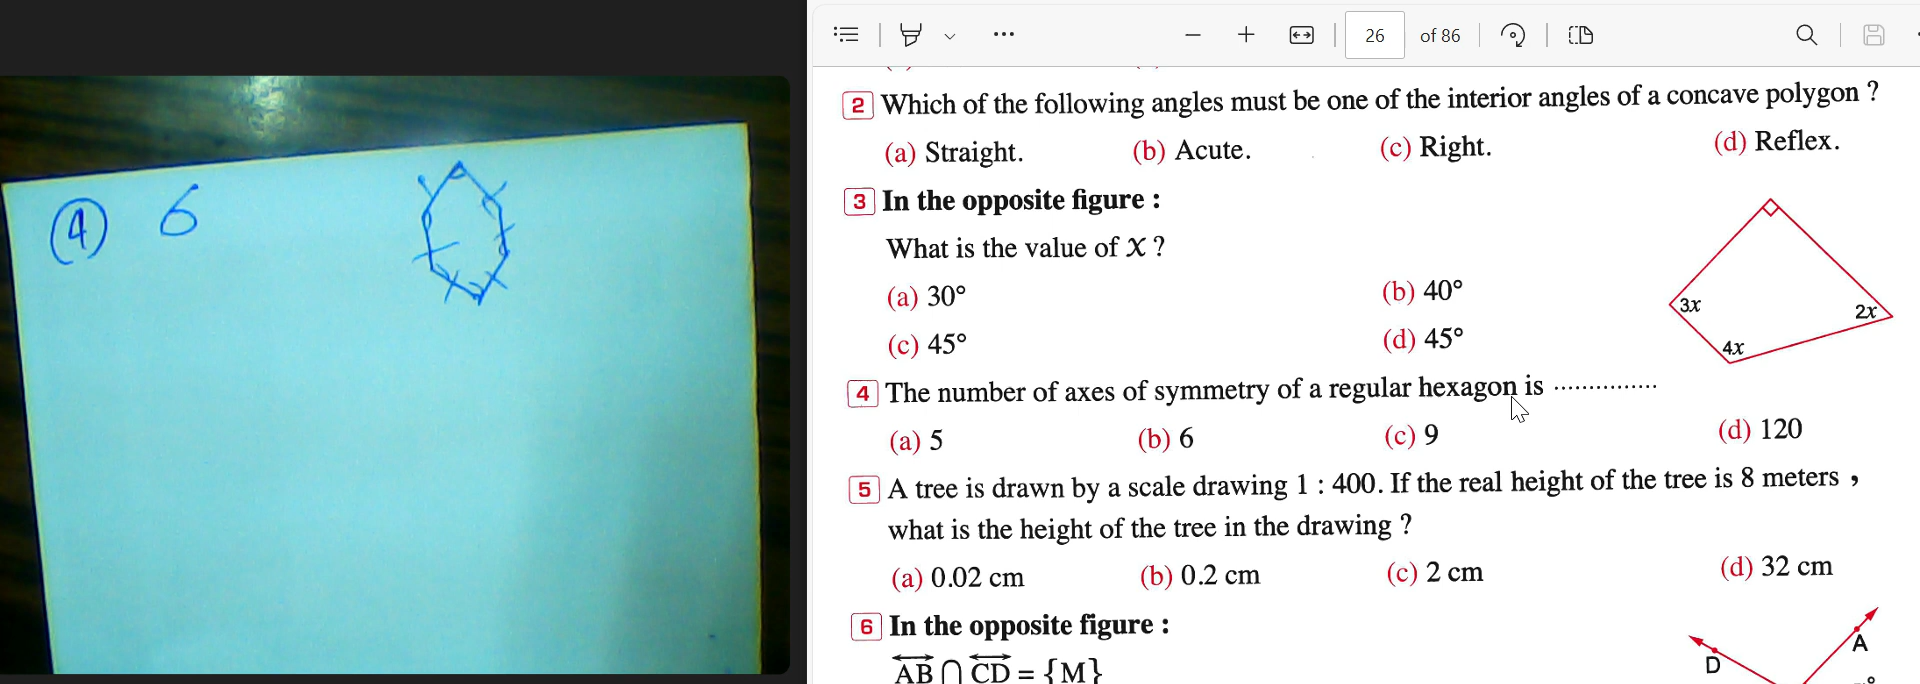 ④ 6
26 of 86
2 Which of the following angles must be one of the interior angles of a concave polygon ?
(a) Straight. (b) Acute. (c) Right. (d) Reflex.
3 In the opposite figure :
What is the value of X ?
(a) 30° (b) 40°
(c) 45° (d) 45°
3x 2x
4x
4 The number of axes of symmetry of a regular hexagon is ...............
(a) 5 (b) 6 (c) 9 (d) 120
5 A tree is drawn by a scale drawing 1 : 400. If the real height of the tree is 8 meters ,
what is the height of the tree in the drawing ?
(a) 0.02 cm (b) 0.2 cm (c) 2 cm (d) 32 cm
6 In the opposite figure :
AB ∩ CD = {M}
A
D